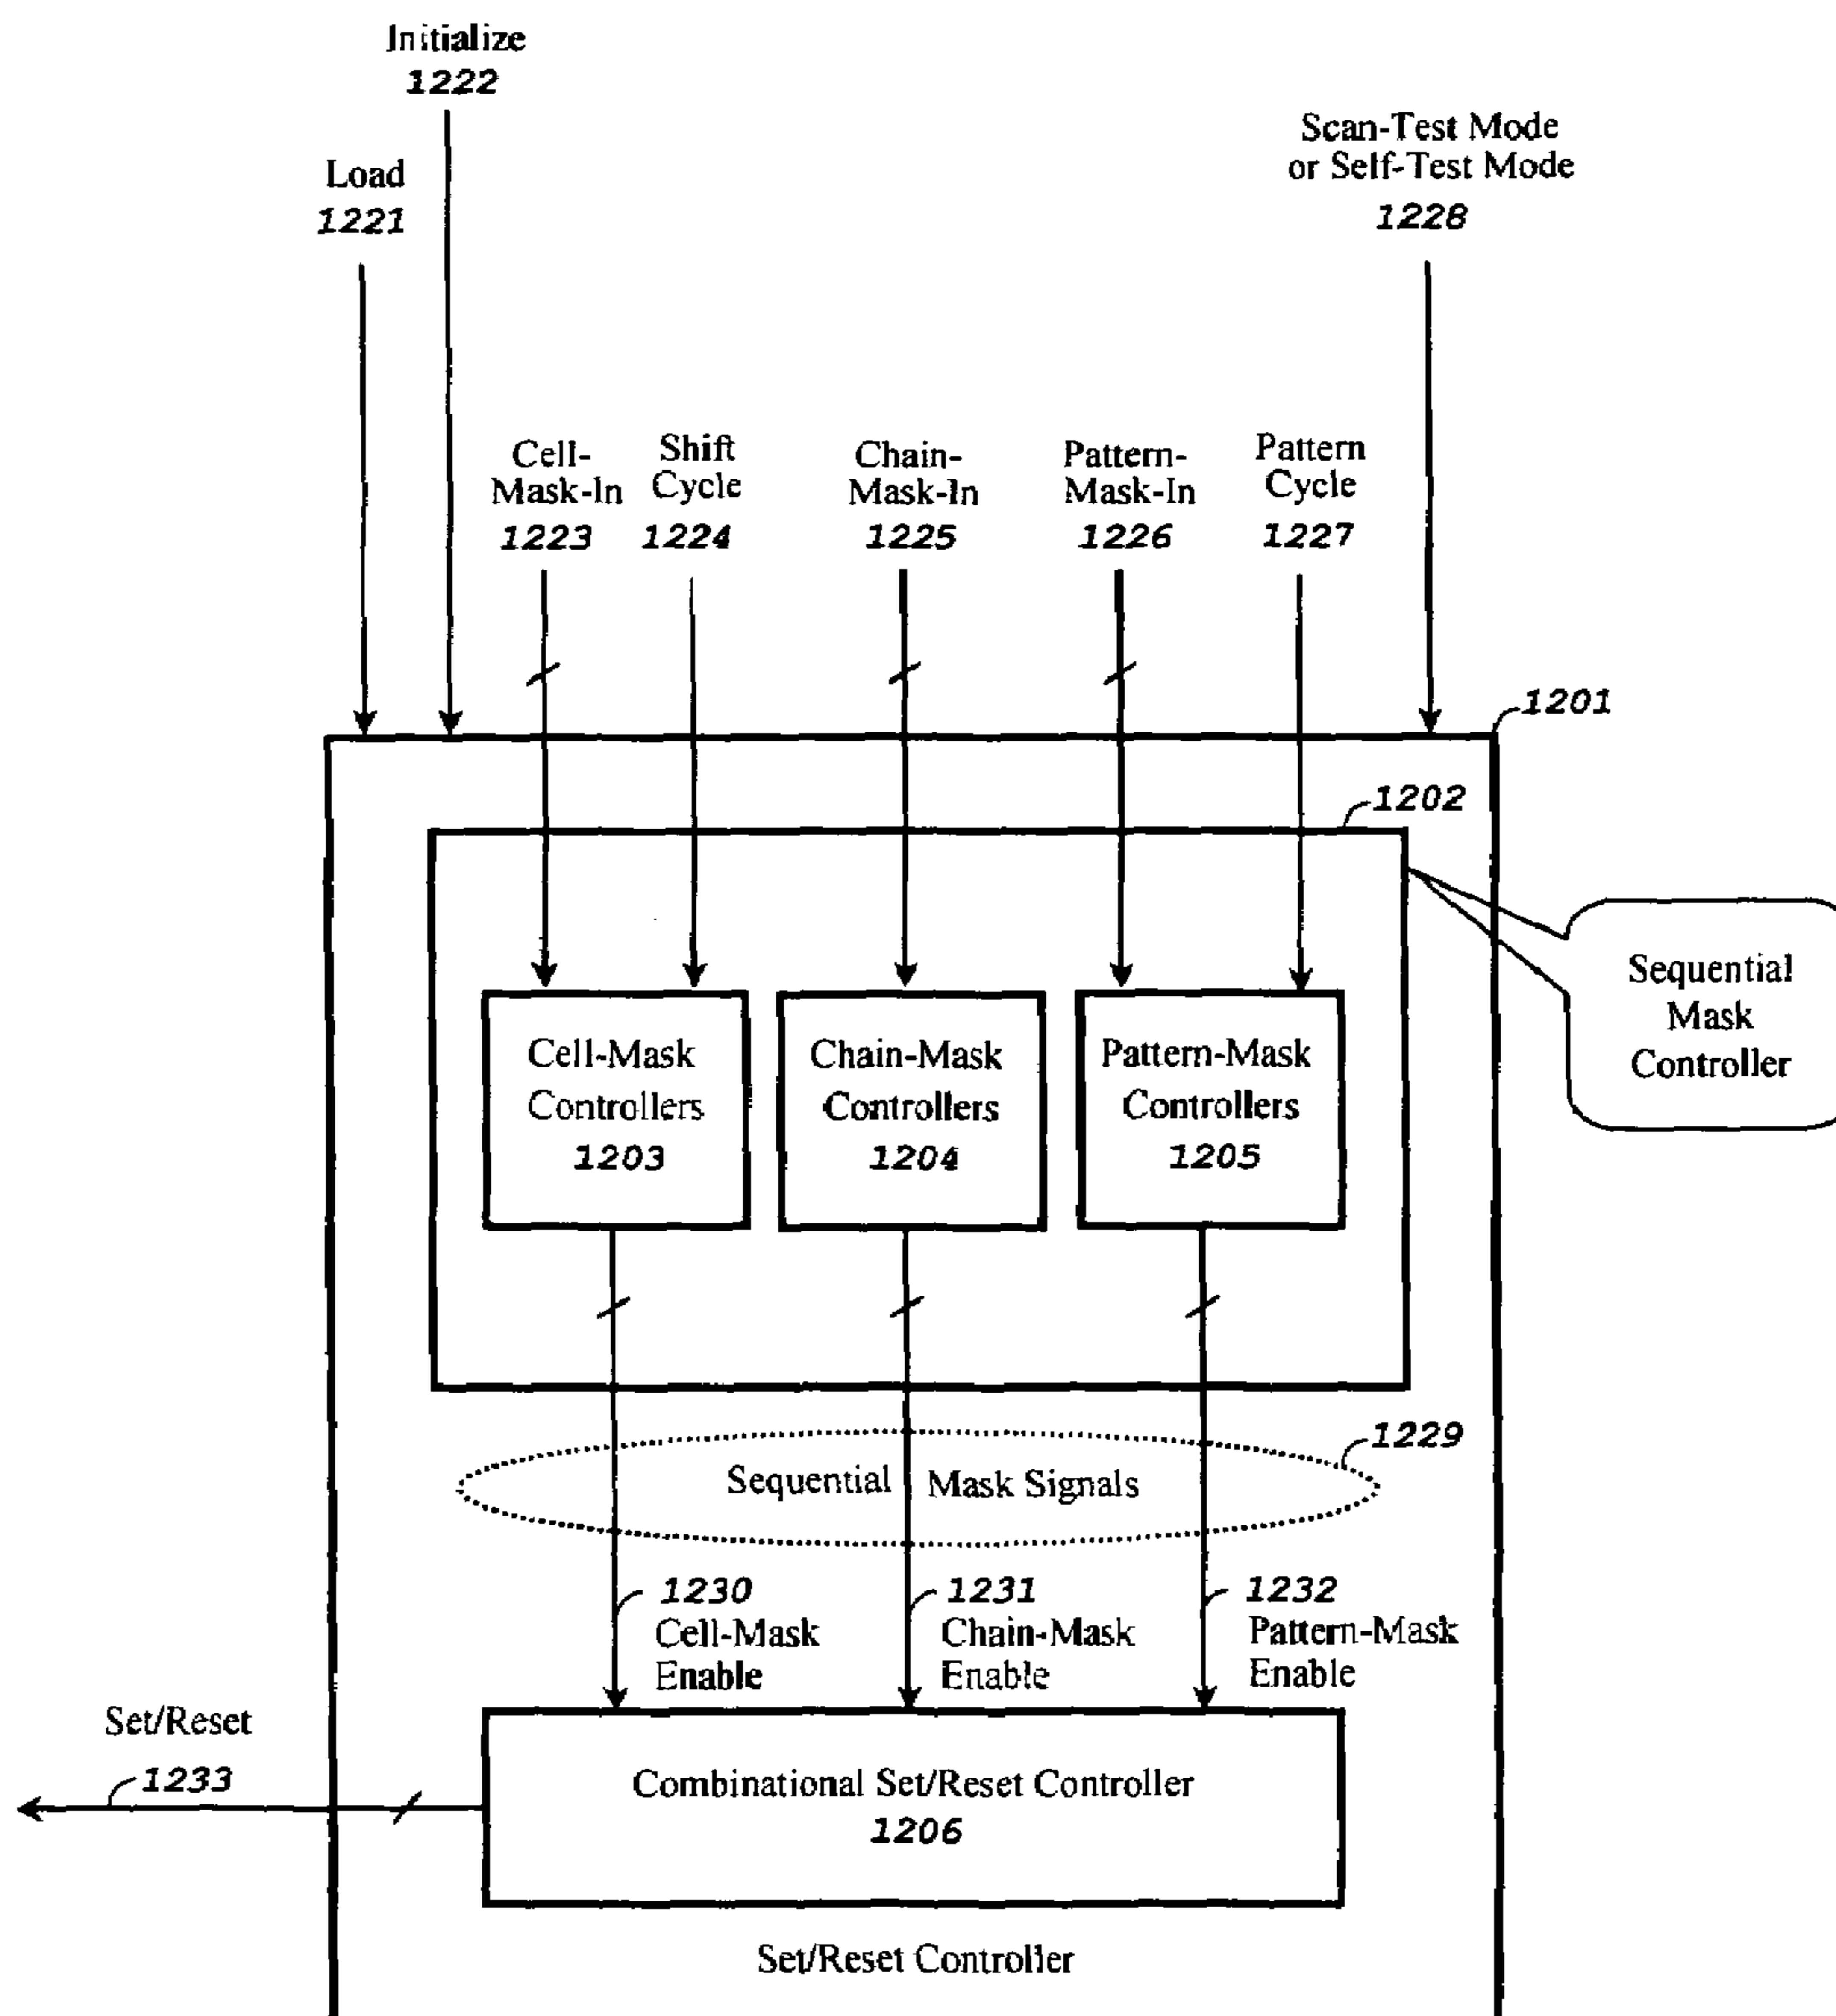 Initialize
1222
Load
1221
Scan-Test Mode
or Self-Test Mode
1228
Cell-
Mask-In
1223
Shift
Cycle
1224
Chain-
Mask-In
1225
Pattern-
Mask-In
1226
Pattern
Cycle
1227
1201
1202
Sequential
Mask
Controller
Cell-Mask
Controllers
1203
Chain-Mask
Controllers
1204
Pattern-Mask
Controllers
1205
1229
Sequential Mask Signals
1230
Cell-Mask
Enable
1231
Chain-Mask
Enable
1232
Pattern-Mask
Enable
Set/Reset
1233
Combinational Set/Reset Controller
1206
Set/Reset Controller